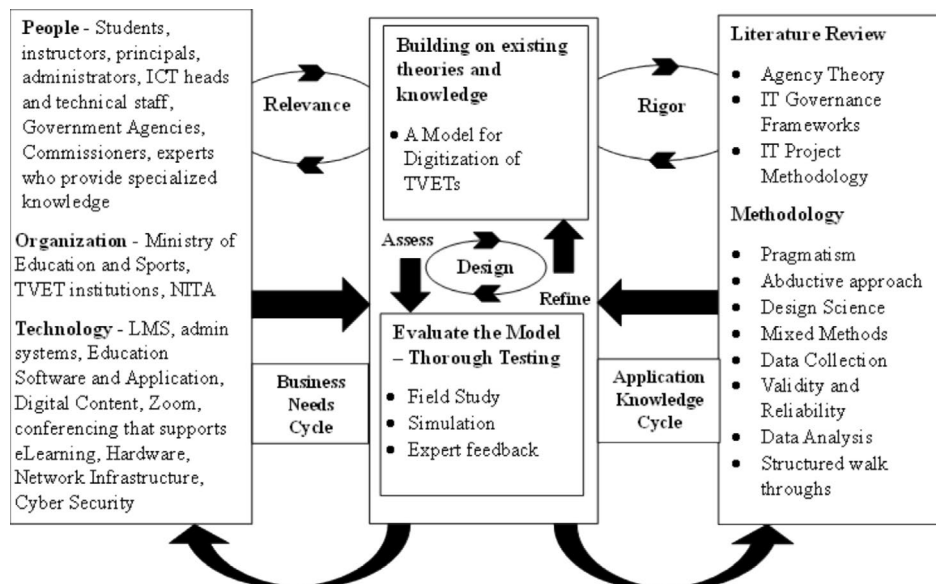 People - Students,
instructors, principals,
administrators, ICT heads
and technical staff,
Government Agencies,
Commissioners, experts
who provide specialized
knowledge
Organization - Ministry of
Education and Sports,
TVET institutions, NITA
Technology - LMS, admin
systems, Education
Software and Application,
Digital Content, Zoom,
conferencing that supports
eLearning, Hardware,
Network Infrastructure,
Cyber Security
Relevance
Business
Needs
Cycle
Building on existing
theories and
knowledge
• A Model for
Digitization of
TVETs
Assess
Design
Refine
Evaluate the Model
– Thorough Testing
• Field Study
• Simulation
• Expert feedback
Rigor
Application
Knowledge
Cycle
Literature Review
• Agency Theory
• IT Governance
Frameworks
• IT Project
Methodology
Methodology
• Pragmatism
• Abductive approach
• Design Science
• Mixed Methods
• Data Collection
• Validity and
Reliability
• Data Analysis
• Structured walk
throughs